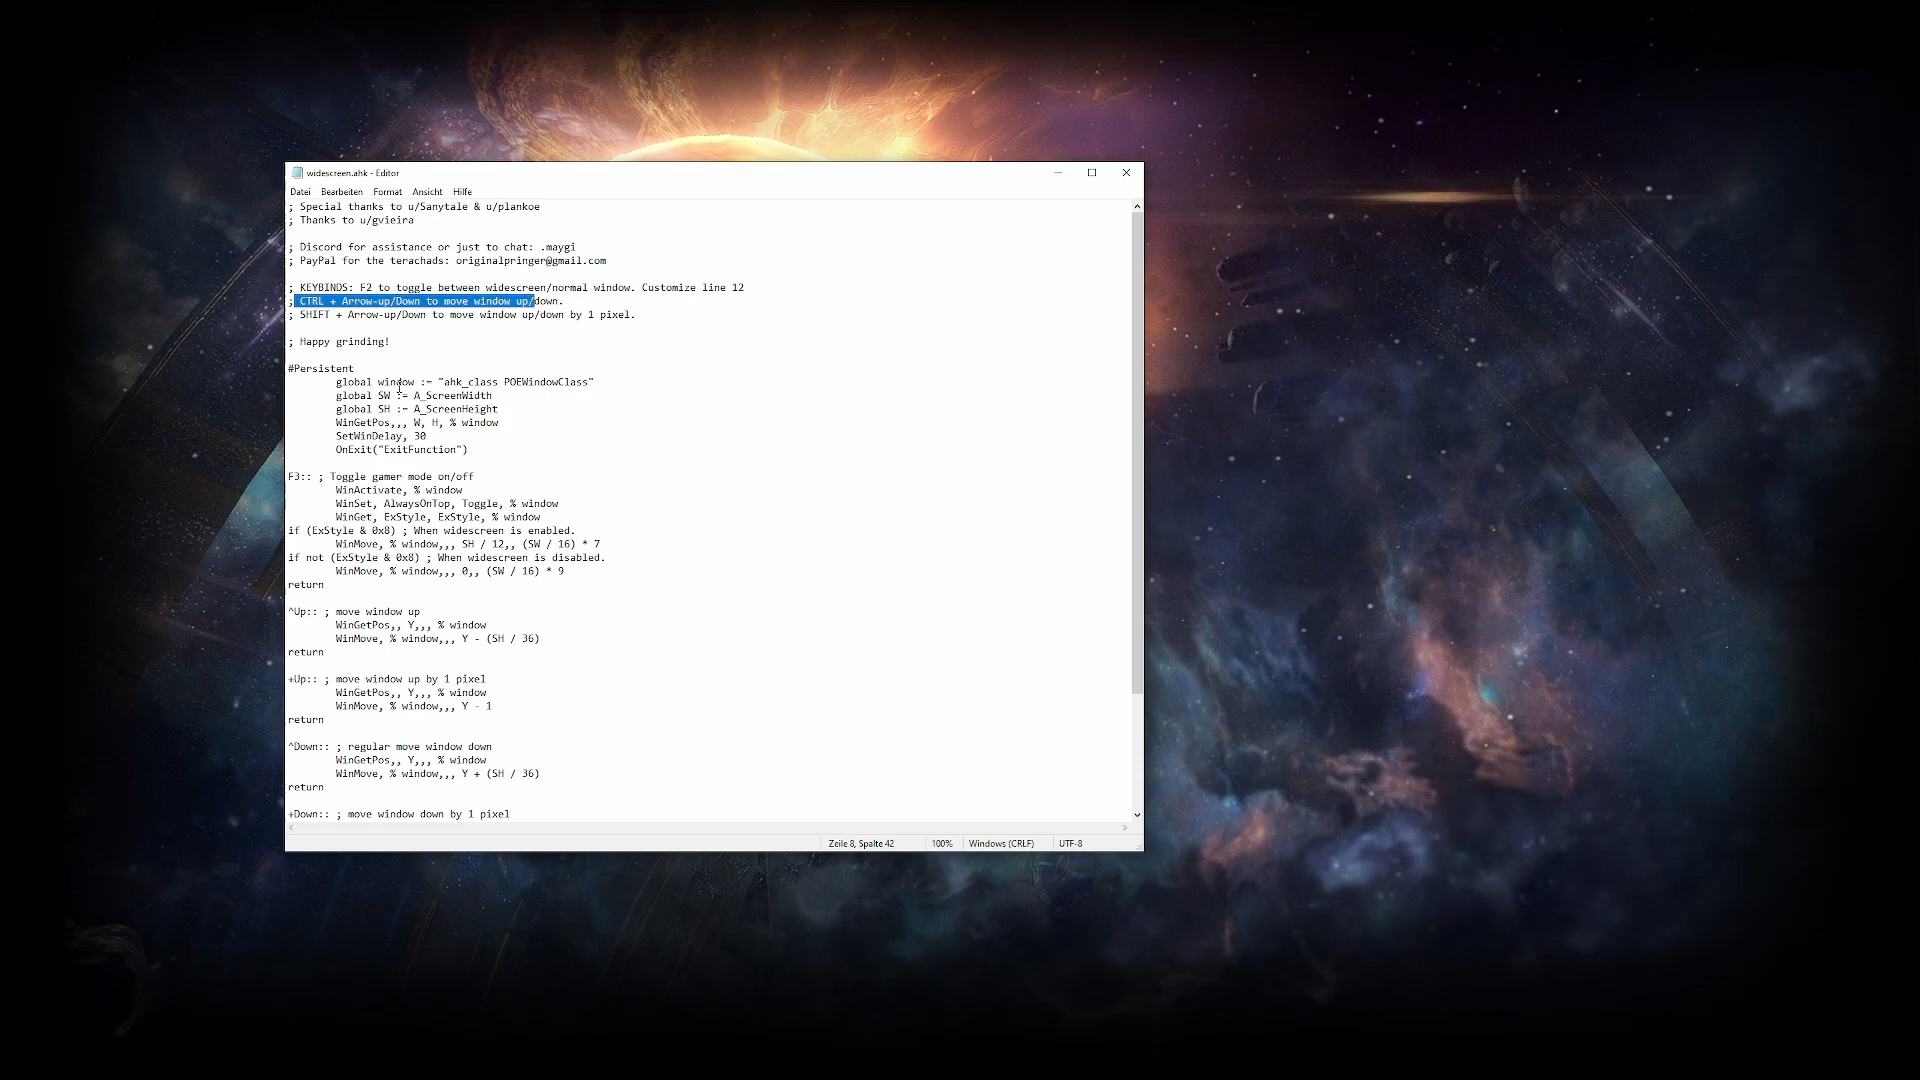 widescreen.ahk - Editor
Datei Bearbeiten Format Ansicht Hilfe
; Special thanks to u/Sanytale & u/plankoe
; Thanks to u/gvieira
; Discord for assistance or just to chat: .maygi
; PayPal for the terachads: originalpringer@gmail.com
; KEYBINDS: F2 to toggle between widescreen/normal window. Customize line 12
; CTRL + Arrow-up/Down to move window up/down.
; SHIFT + Arrow-up/Down to move window up/down by 1 pixel.
; Happy grinding!
#Persistent
global window := "ahk_class POEWindowClass"
global SW := A_ScreenWidth
global SH := A_ScreenHeight
WinGetPos,,, W, H, % window
SetWinDelay, 30
OnExit("ExitFunction")
F3:: ; Toggle gamer mode on/off
WinActivate, % window
WinSet, AlwaysOnTop, Toggle, % window
WinGet, ExStyle, ExStyle, % window
if (ExStyle & 0x8) ; When widescreen is enabled.
WinMove, % window,,, SH / 12,, (SW / 16) * 7
if not (ExStyle & 0x8) ; When widescreen is disabled.
WinMove, % window,,, 0,, (SW / 16) * 9
return
^Up:: ; move window up
WinGetPos,, Y,,, % window
WinMove, % window,,, Y - (SH / 36)
return
+Up:: ; move window up by 1 pixel
WinGetPos,, Y,,, % window
WinMove, % window,,, Y - 1
return
^Down:: ; regular move window down
WinGetPos,, Y,,, % window
WinMove, % window,,, Y + (SH / 36)
return
+Down:: ; move window down by 1 pixel
Zeile 8, Spalte 42 100% Windows (CRLF) UTF-8